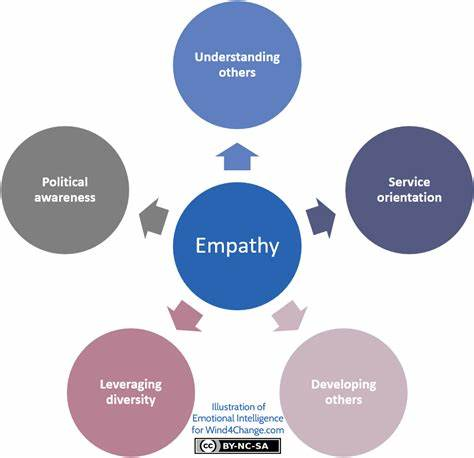 Understanding
others
Political
awareness
Service
orientation
Empathy
Leveraging
diversity
Developing
others
Illustration of
Emotional Intelligence
for Wind4Change.com
cc BY-NC-SA